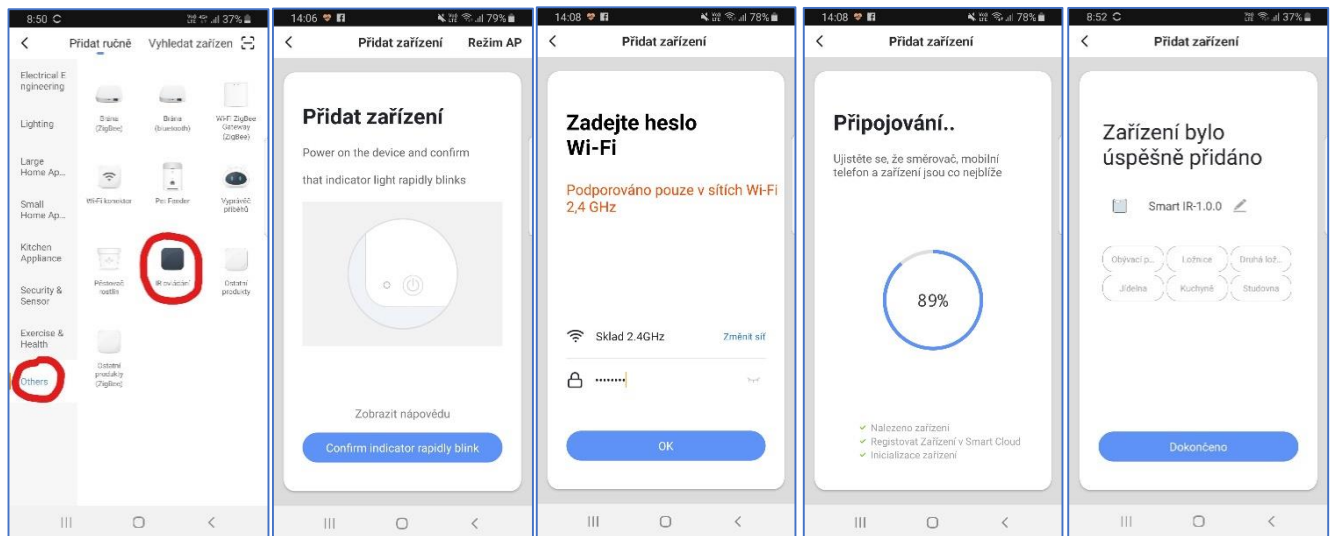 8:50
37%
Přidat ručně Vyhledat zařízen
Electrical E
ngineering
Lighting
Large
Home Ap...
Small
Home Ap...
Kitchen
Appliance
Security &
Sensor
Exercise &
Health
Others
Brána
(ZigBee)
Brána
(bluetooth)
Wi-Fi ZigBee
Gateway
(ZigBee)
Wi-Fi konektor
Pet Feeder
Vyprávěč
příběhů
Pěstovač
rostlin
IR ovládání
Ostatní
produkty
Ostatní
produkty
(ZigBee)
14:06
79%
Přidat zařízení Režim AP
Přidat zařízení
Power on the device and confirm
that indicator light rapidly blinks
Zobrazit nápovědu
Confirm indicator rapidly blink
14:08
78%
Přidat zařízení
Zadejte heslo
Wi-Fi
Podporováno pouze v sítích Wi-Fi
2,4 GHz
Sklad 2.4GHz Změnit síť
OK
14:08
78%
Přidat zařízení
Připojování..
Ujistěte se, že směrovač, mobilní
telefon a zařízení jsou co nejblíže
89%
Nalezeno zařízení
Registovat Zařízení v Smart Cloud
Inicializace zařízení
8:52
37%
Přidat zařízení
Zařízení bylo
úspěšně přidáno
Smart IR-1.0.0
Obývací p... Ložnice Druhá lož...
Jídelna Kuchyně Studovna
Dokončeno